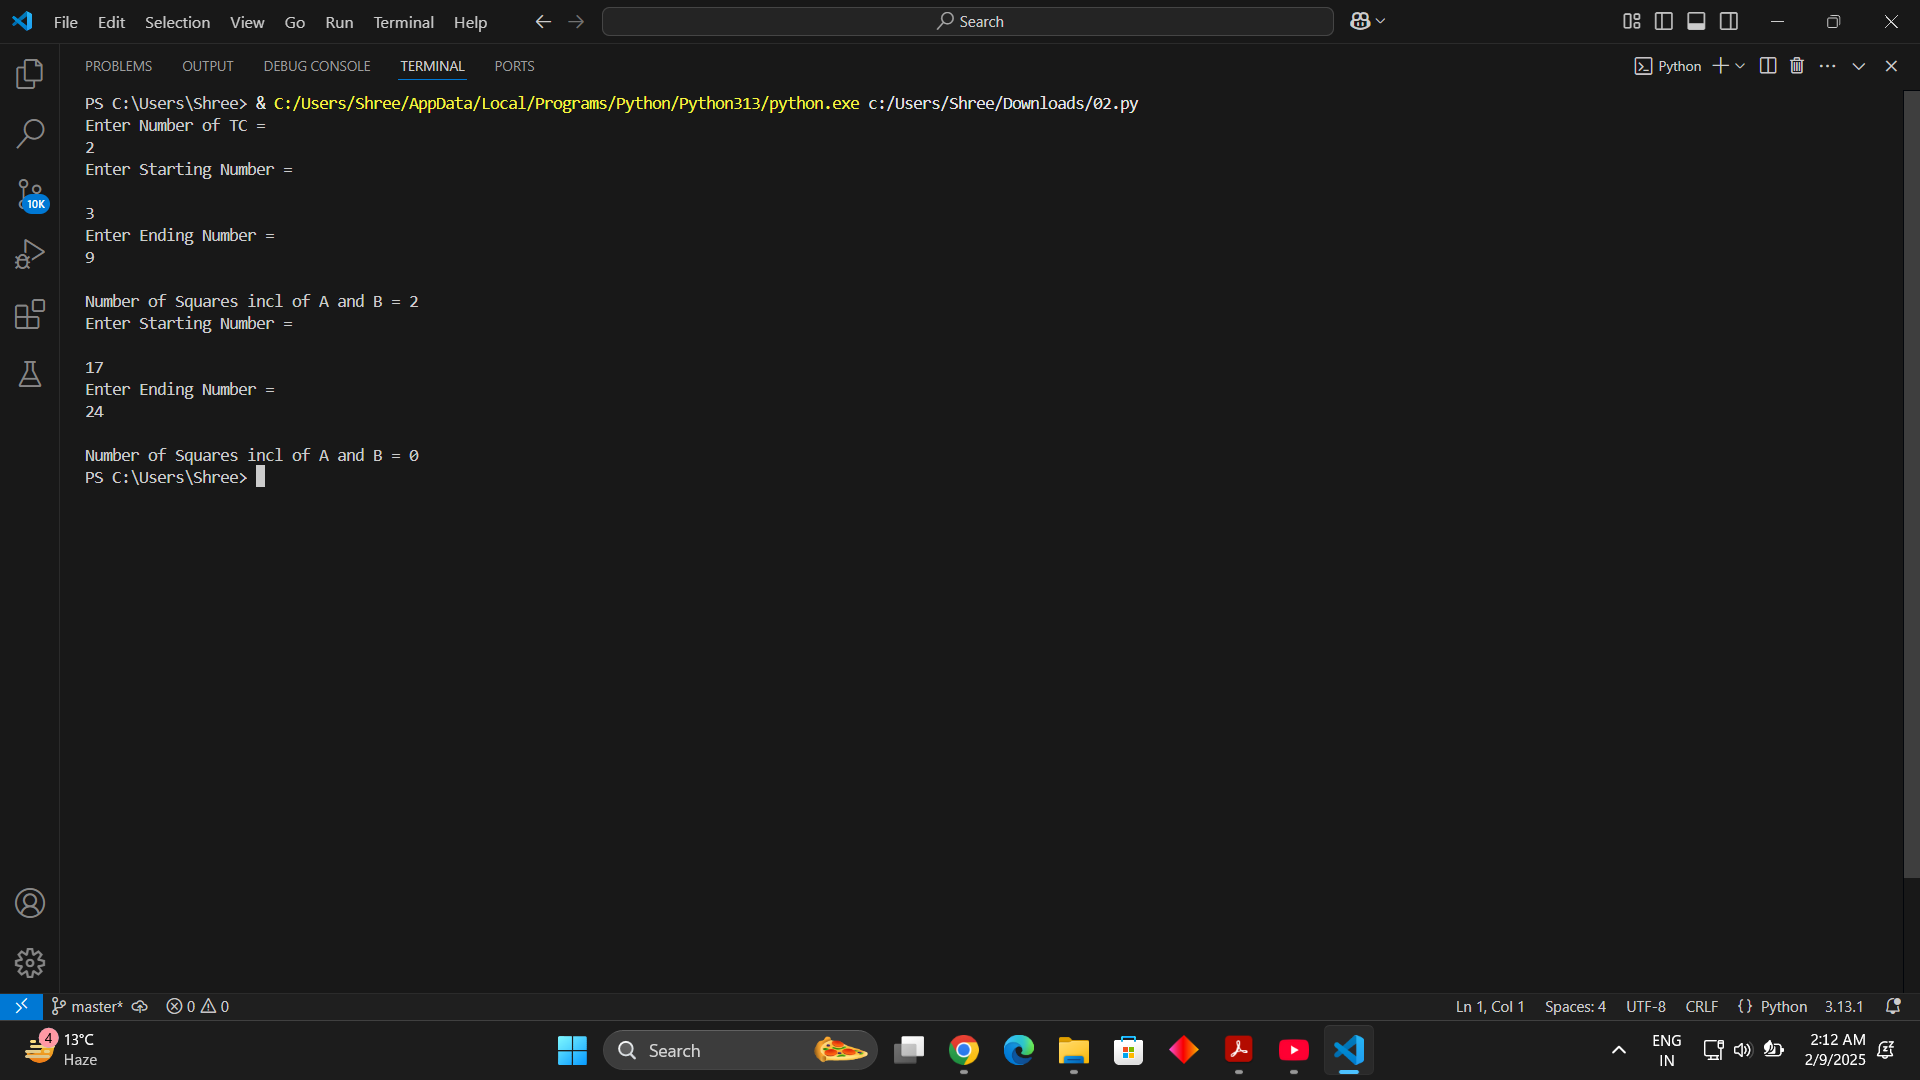 File Edit Selection View Go Run Terminal Help
Search
PROBLEMS OUTPUT DEBUG CONSOLE TERMINAL PORTS
Python
PS C:\Users\Shree> & C:/Users/Shree/AppData/Local/Programs/Python/Python313/python.exe c:/Users/Shree/Downloads/02.py
Enter Number of TC =
2
Enter Starting Number =
3
Enter Ending Number =
9
Number of Squares incl of A and B = 2
Enter Starting Number =
17
Enter Ending Number =
24
Number of Squares incl of A and B = 0
PS C:\Users\Shree>
10K
master* 0 0 Ln 1, Col 1 Spaces: 4 UTF-8 CRLF {} Python 3.13.1
4
13°C
Haze
Search
ENG
IN
2:12 AM
2/9/2025